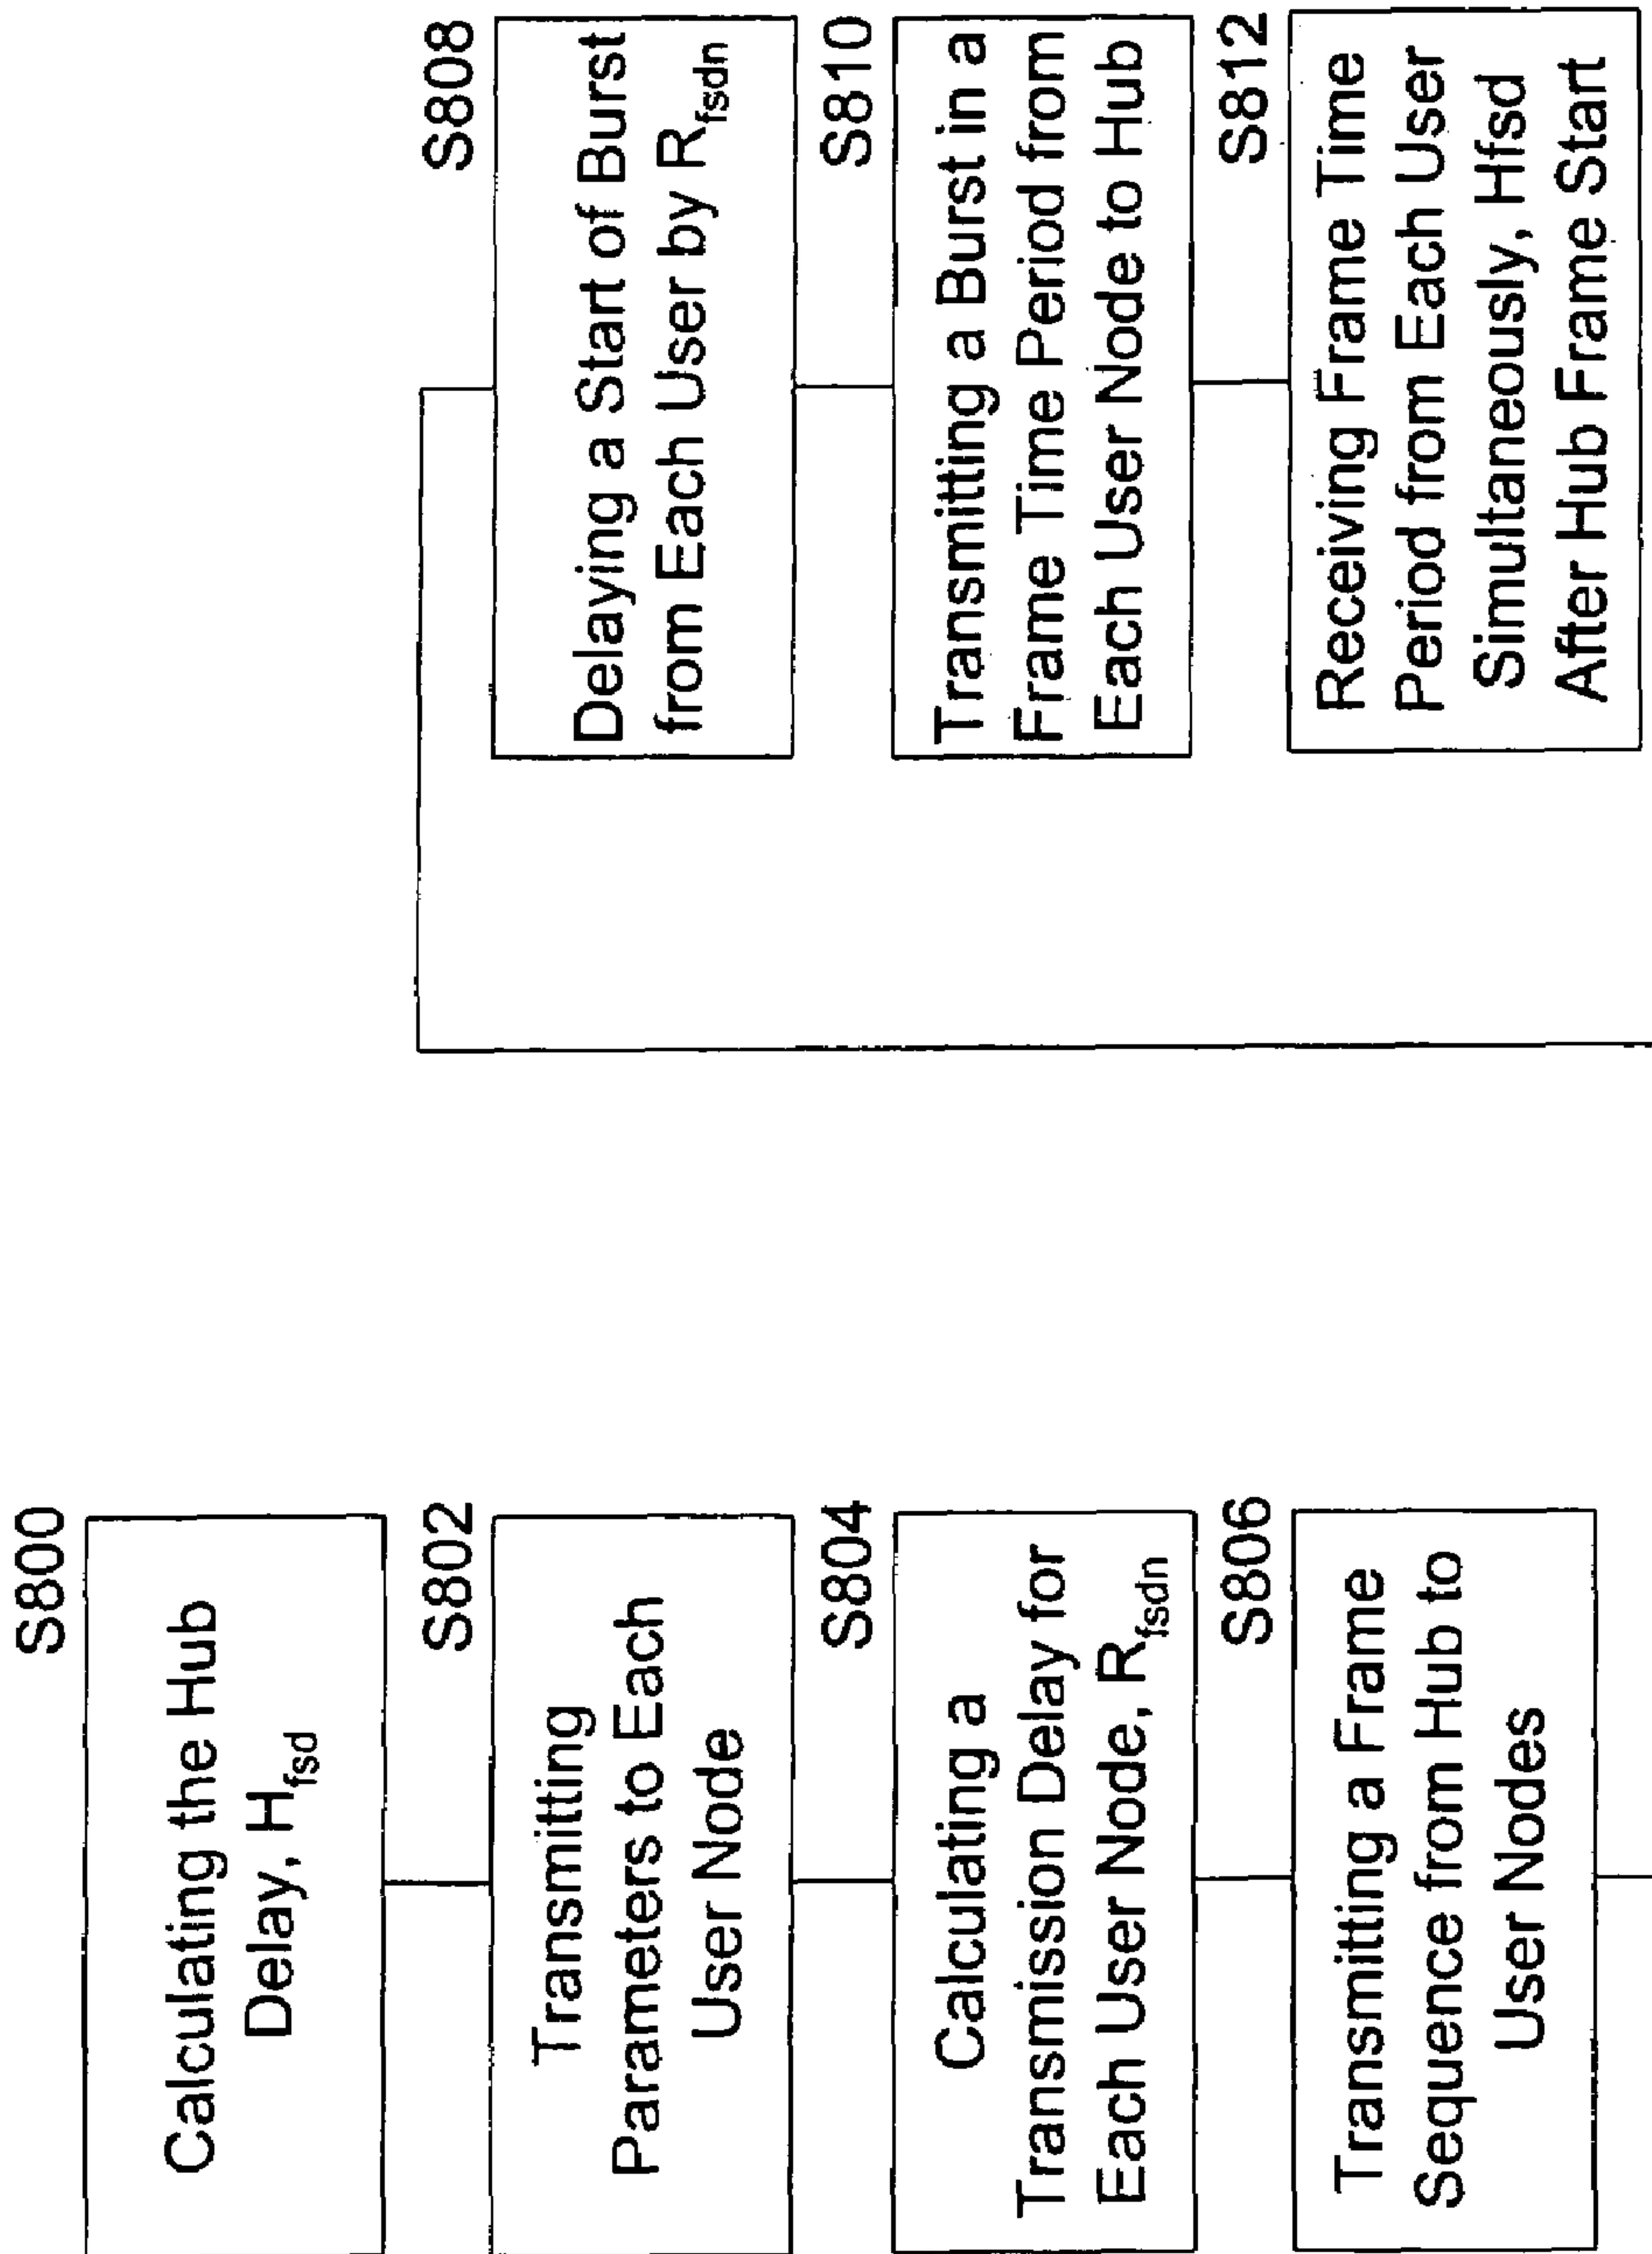 S800
Calculating the Hub
Delay, Hfsd
S802
Transmitting
Parameters to Each
User Node
S804
Calculating a
Transmission Delay for
Each User Node, Rfsdn
S806
Transmitting a Frame
Sequence from Hub to
User Nodes
S808
Delaying a Start of Burst
from Each User by Rfsdn
S810
Transmitting a Burst in a
Frame Time Period from
Each User Node to Hub
S812
Receiving Frame Time
Period from Each User
Simultaneously, Hfsd
After Hub Frame Start